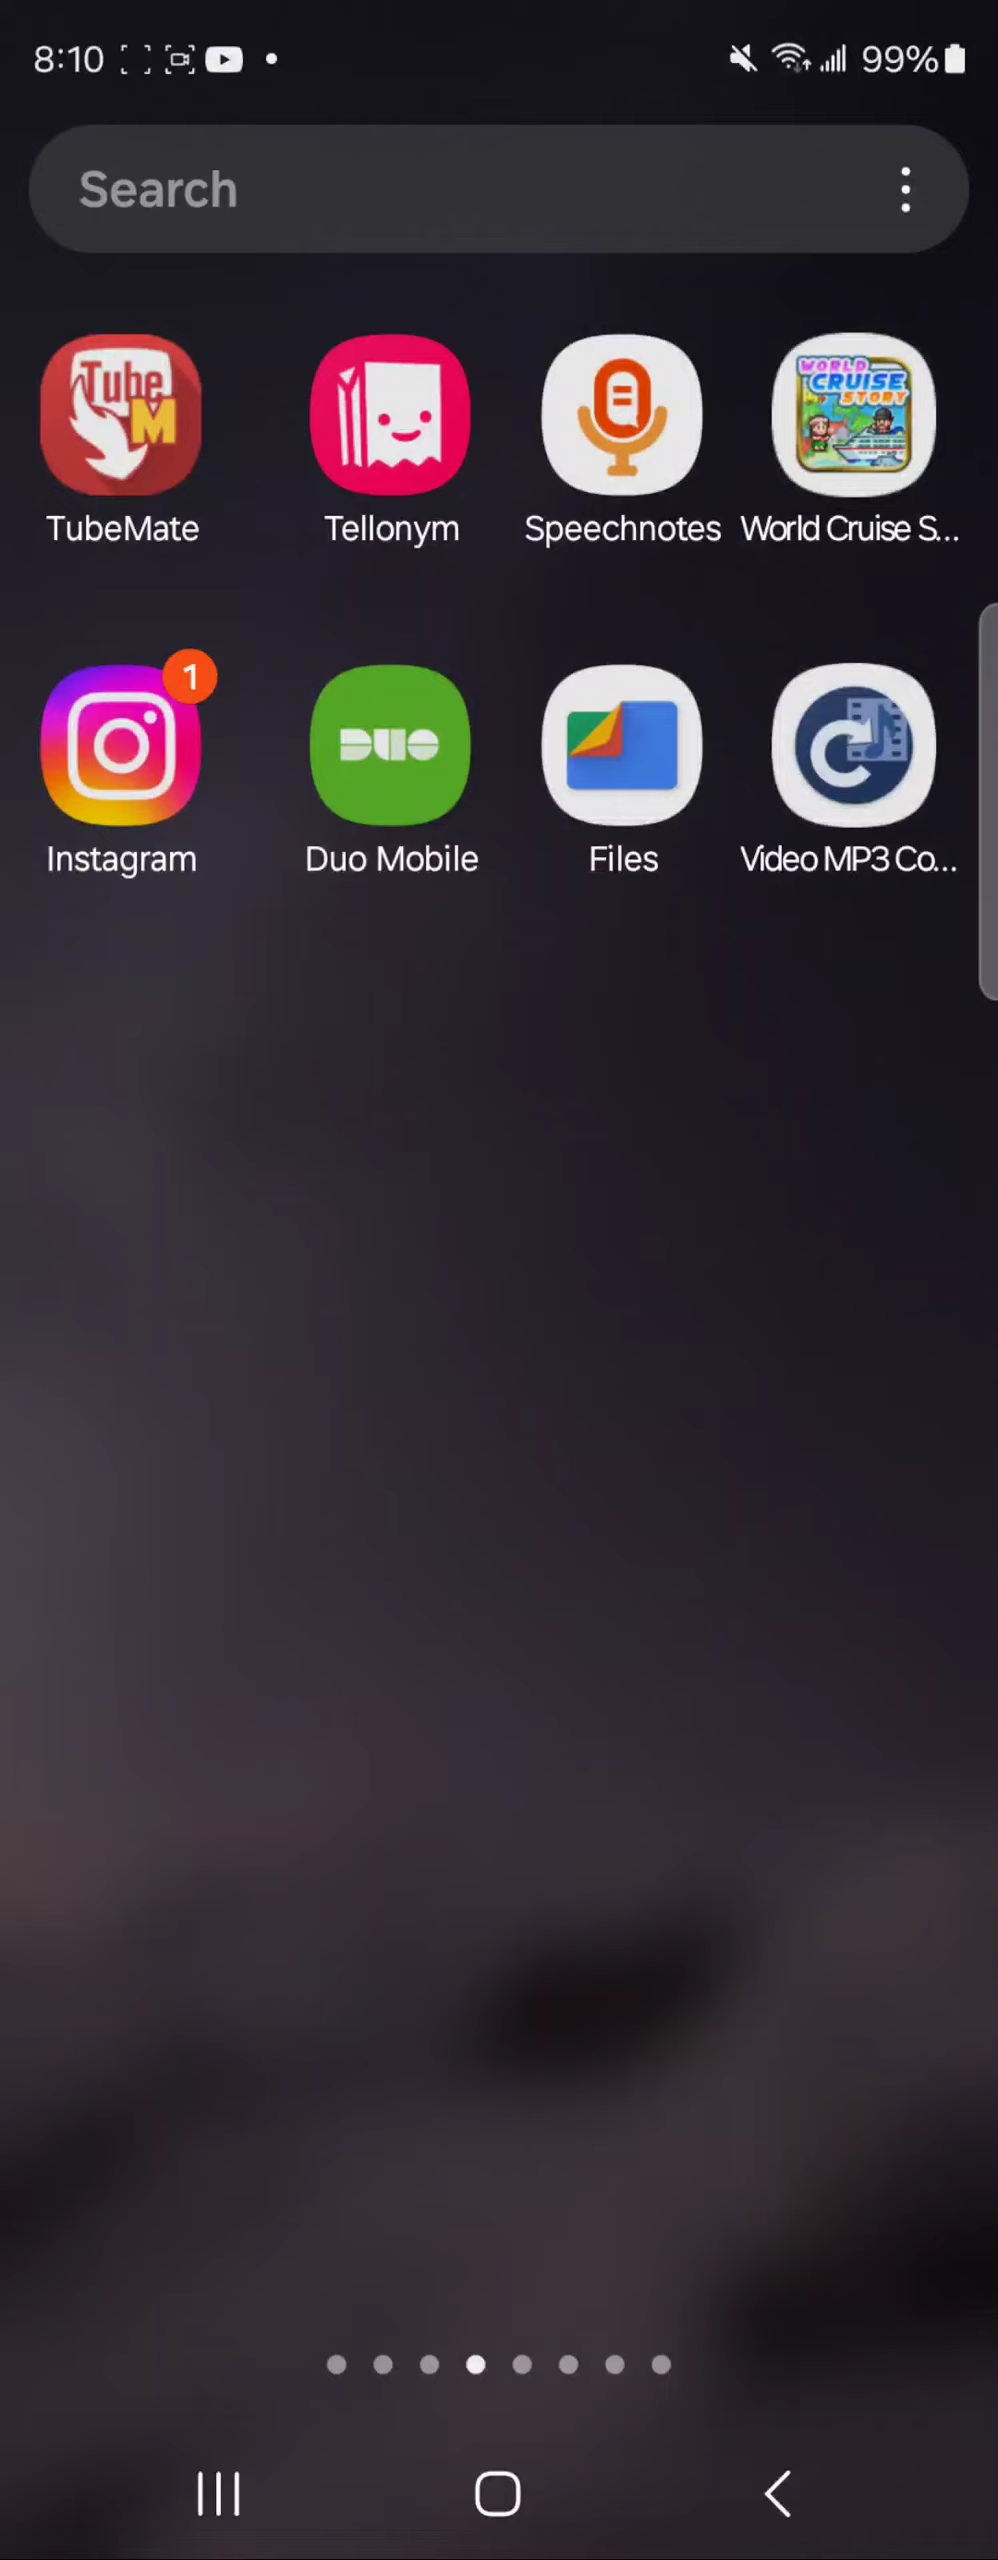 8:10 99%
Search
Tube
M
WORLD
CRUISE
STORY
TubeMate Tellonym Speechnotes World Cruise S...
1
DUO
Instagram Duo Mobile Files Video MP3 Co...